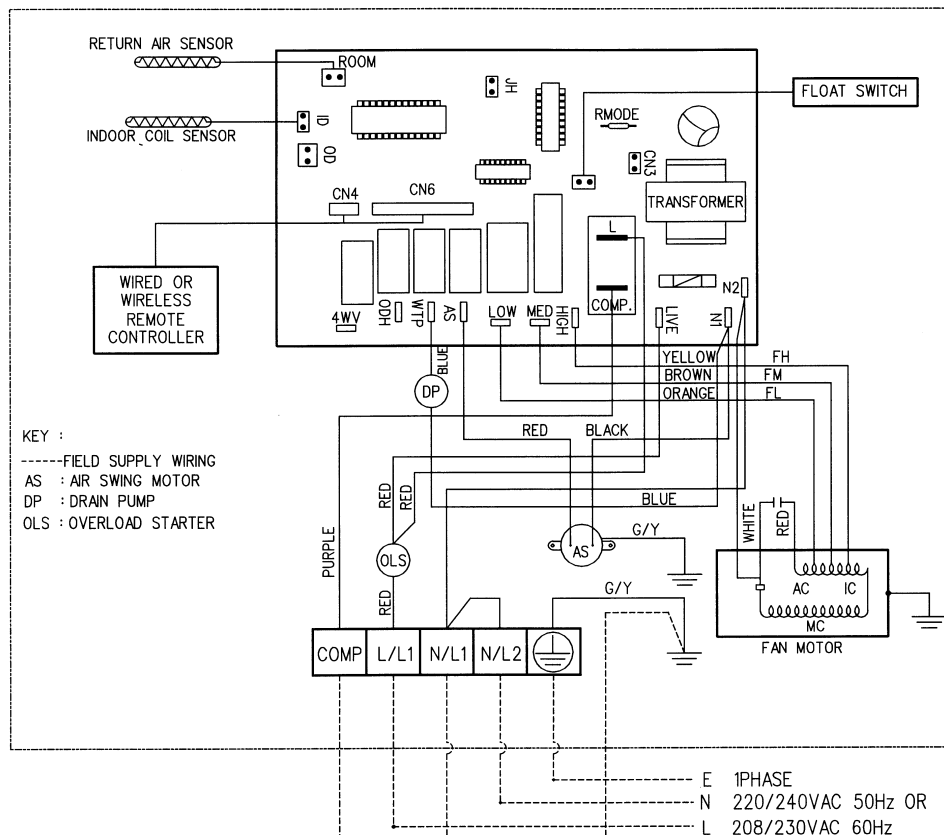 RETURN AIR SENSOR
ROOM
JH
FLOAT SWITCH
RMODE
ID
INDOOR COIL SENSOR
OD
CN3
CN4
CN6
TRANSFORMER
L
WIRED OR
WIRELESS
REMOTE
CONTROLLER
4WV
ODH
WTP
AS
LOW
MED
HIGH
COMP.
LIVE
N1
N2
BLUE
YELLOW
FH
BROWN
FM
ORANGE
FL
DP
RED
BLACK
KEY :
------FIELD SUPPLY WIRING
AS : AIR SWING MOTOR
DP : DRAIN PUMP
OLS : OVERLOAD STARTER
RED
RED
BLUE
WHITE
RED
PURPLE
OLS
AS
G/Y
G/Y
RED
AC
IC
MC
FAN MOTOR
COMP
L/L1
N/L1
N/L2
E 1PHASE
N 220/240VAC 50Hz OR
L 208/230VAC 60Hz